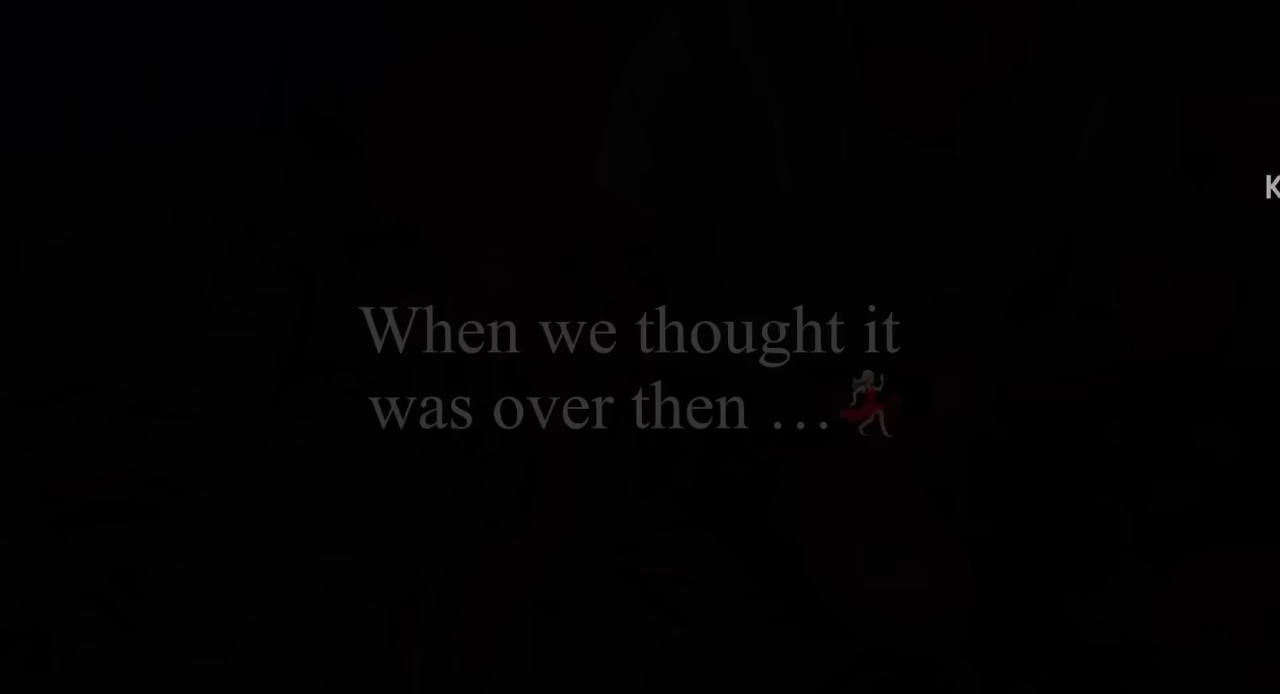 K
When we thought it
was over then ...💃